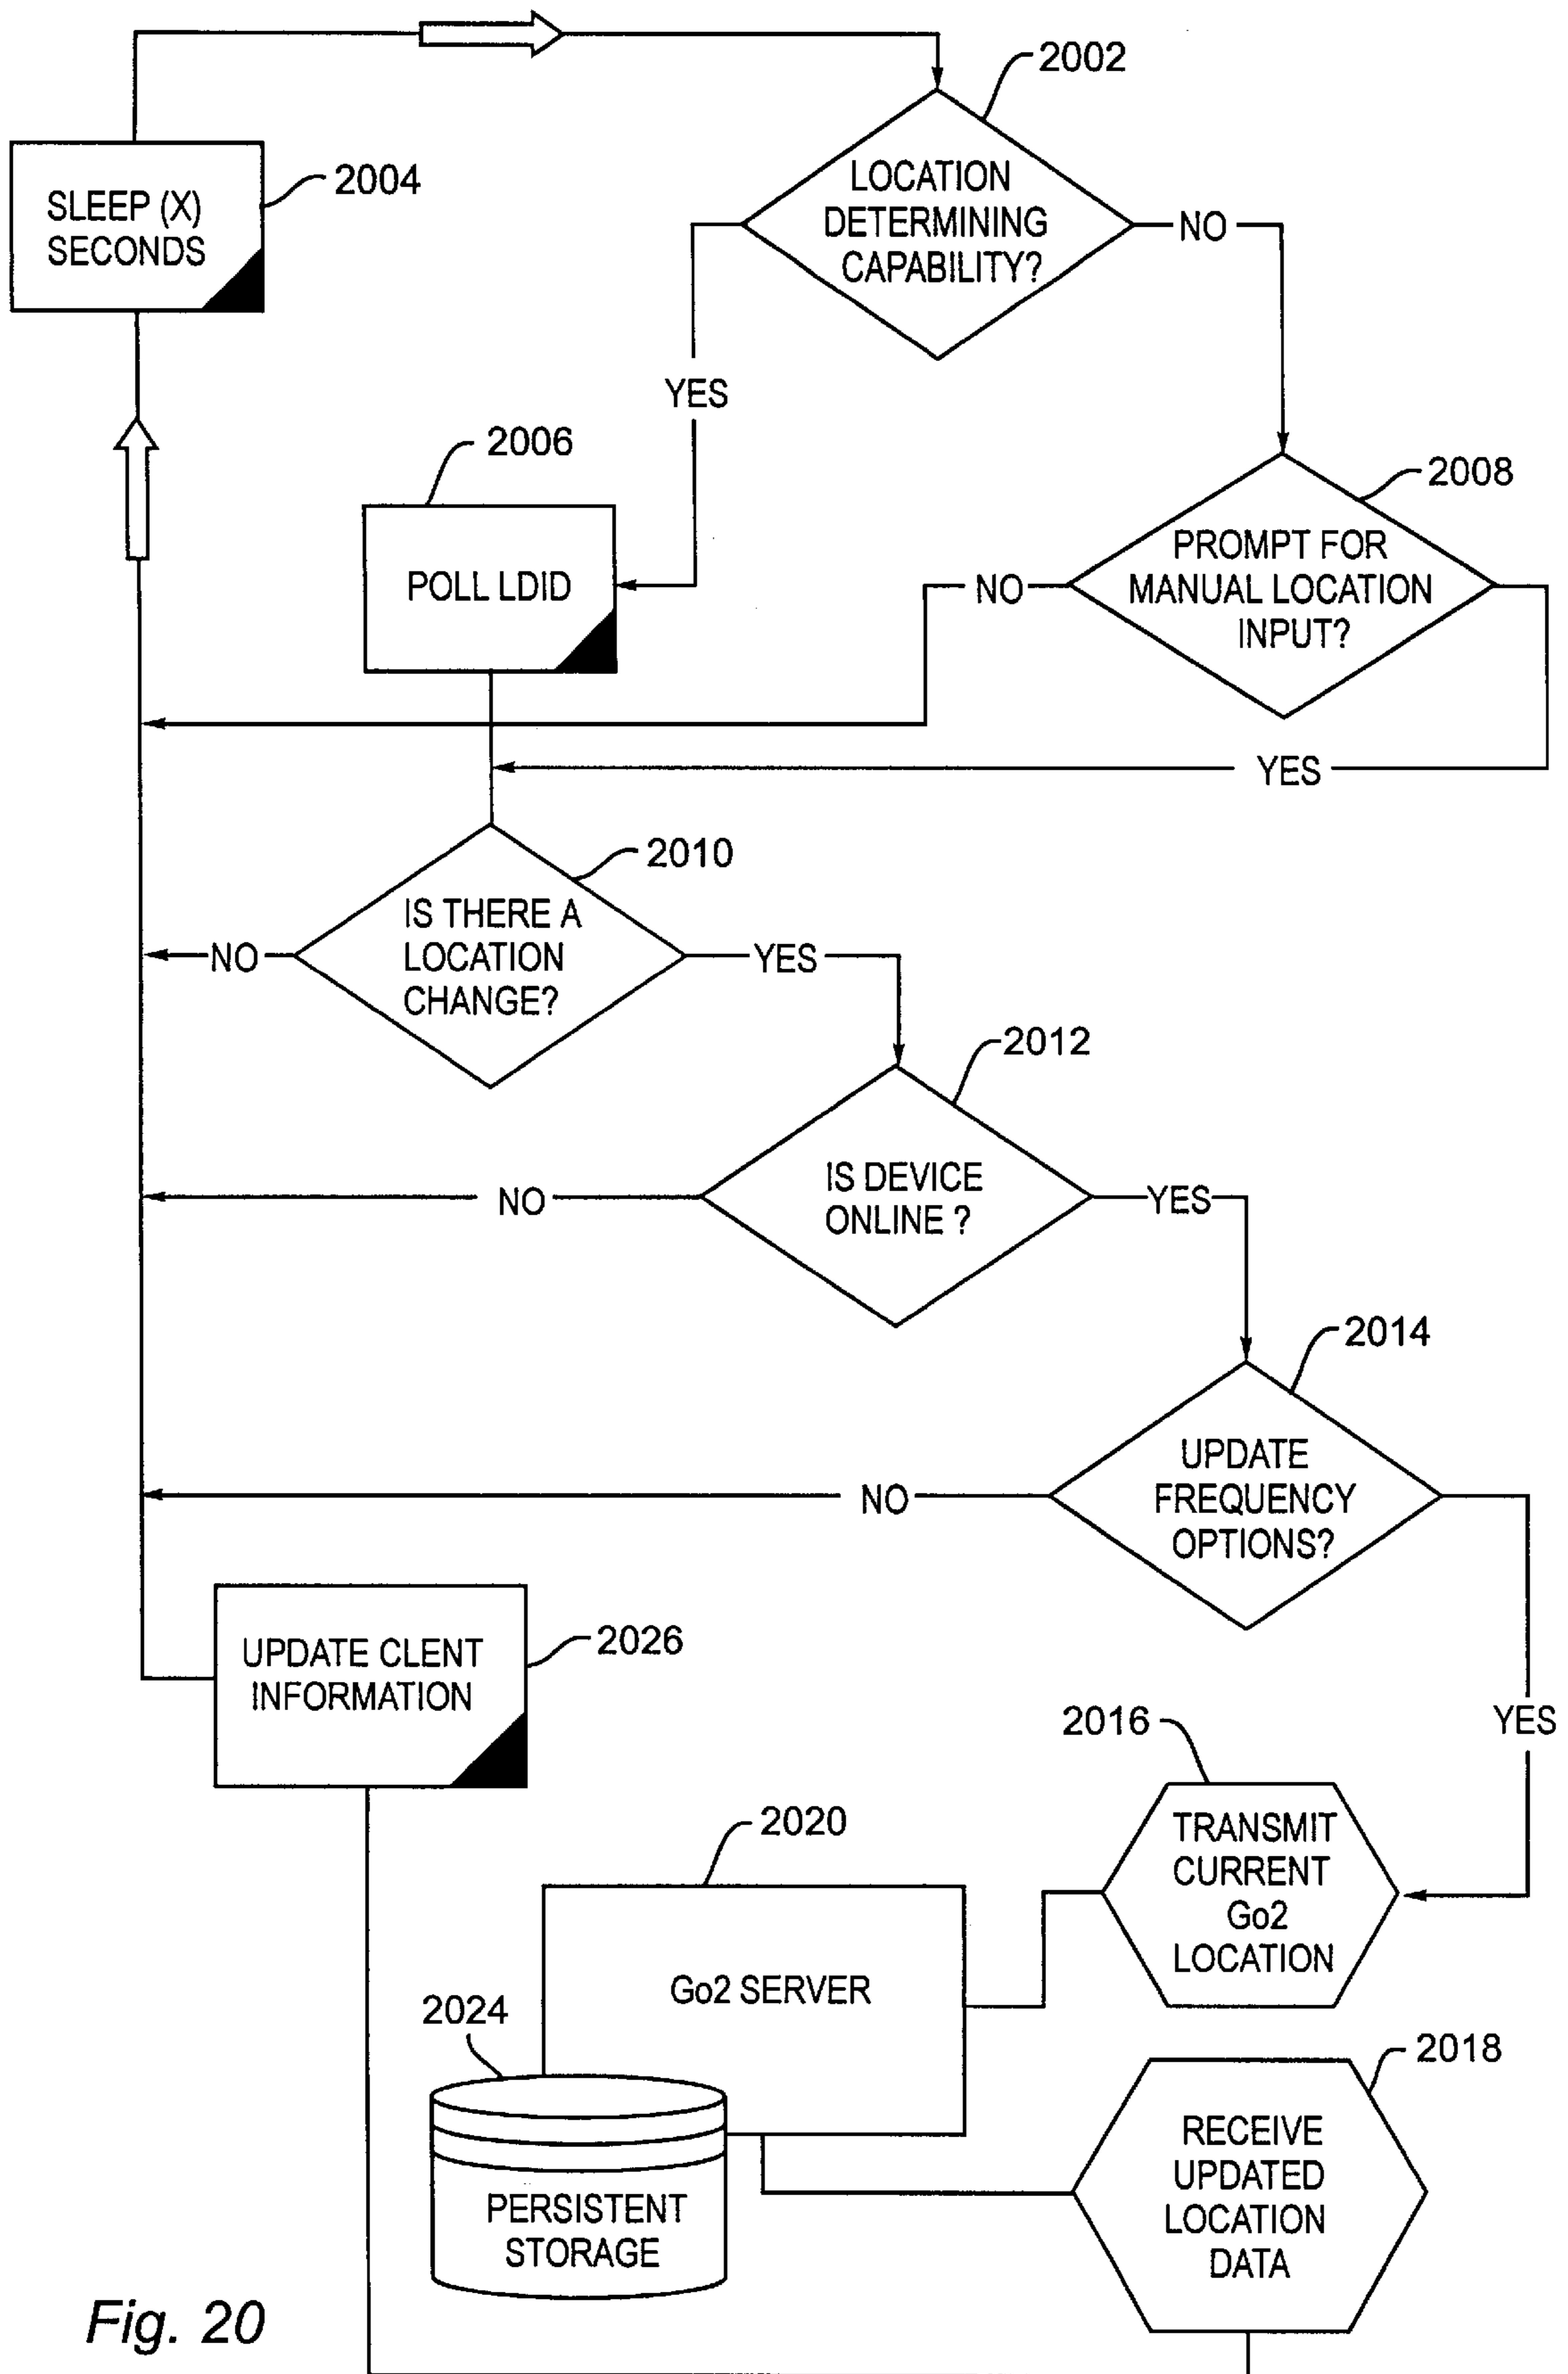 2002
LOCATION
DETERMINING
CAPABILITY?
2004
SLEEP (X)
SECONDS
NO
YES
2006
POLL LDID
2008
PROMPT FOR
MANUAL LOCATION
INPUT?
NO
YES
2010
IS THERE A
LOCATION
CHANGE?
NO
YES
2012
IS DEVICE
ONLINE ?
NO
YES
2014
UPDATE
FREQUENCY
OPTIONS?
NO
YES
2026
UPDATE CLENT
INFORMATION
2016
TRANSMIT
CURRENT
Go2
LOCATION
2020
Go2 SERVER
2024
PERSISTENT
STORAGE
2018
RECEIVE
UPDATED
LOCATION
DATA
Fig. 20